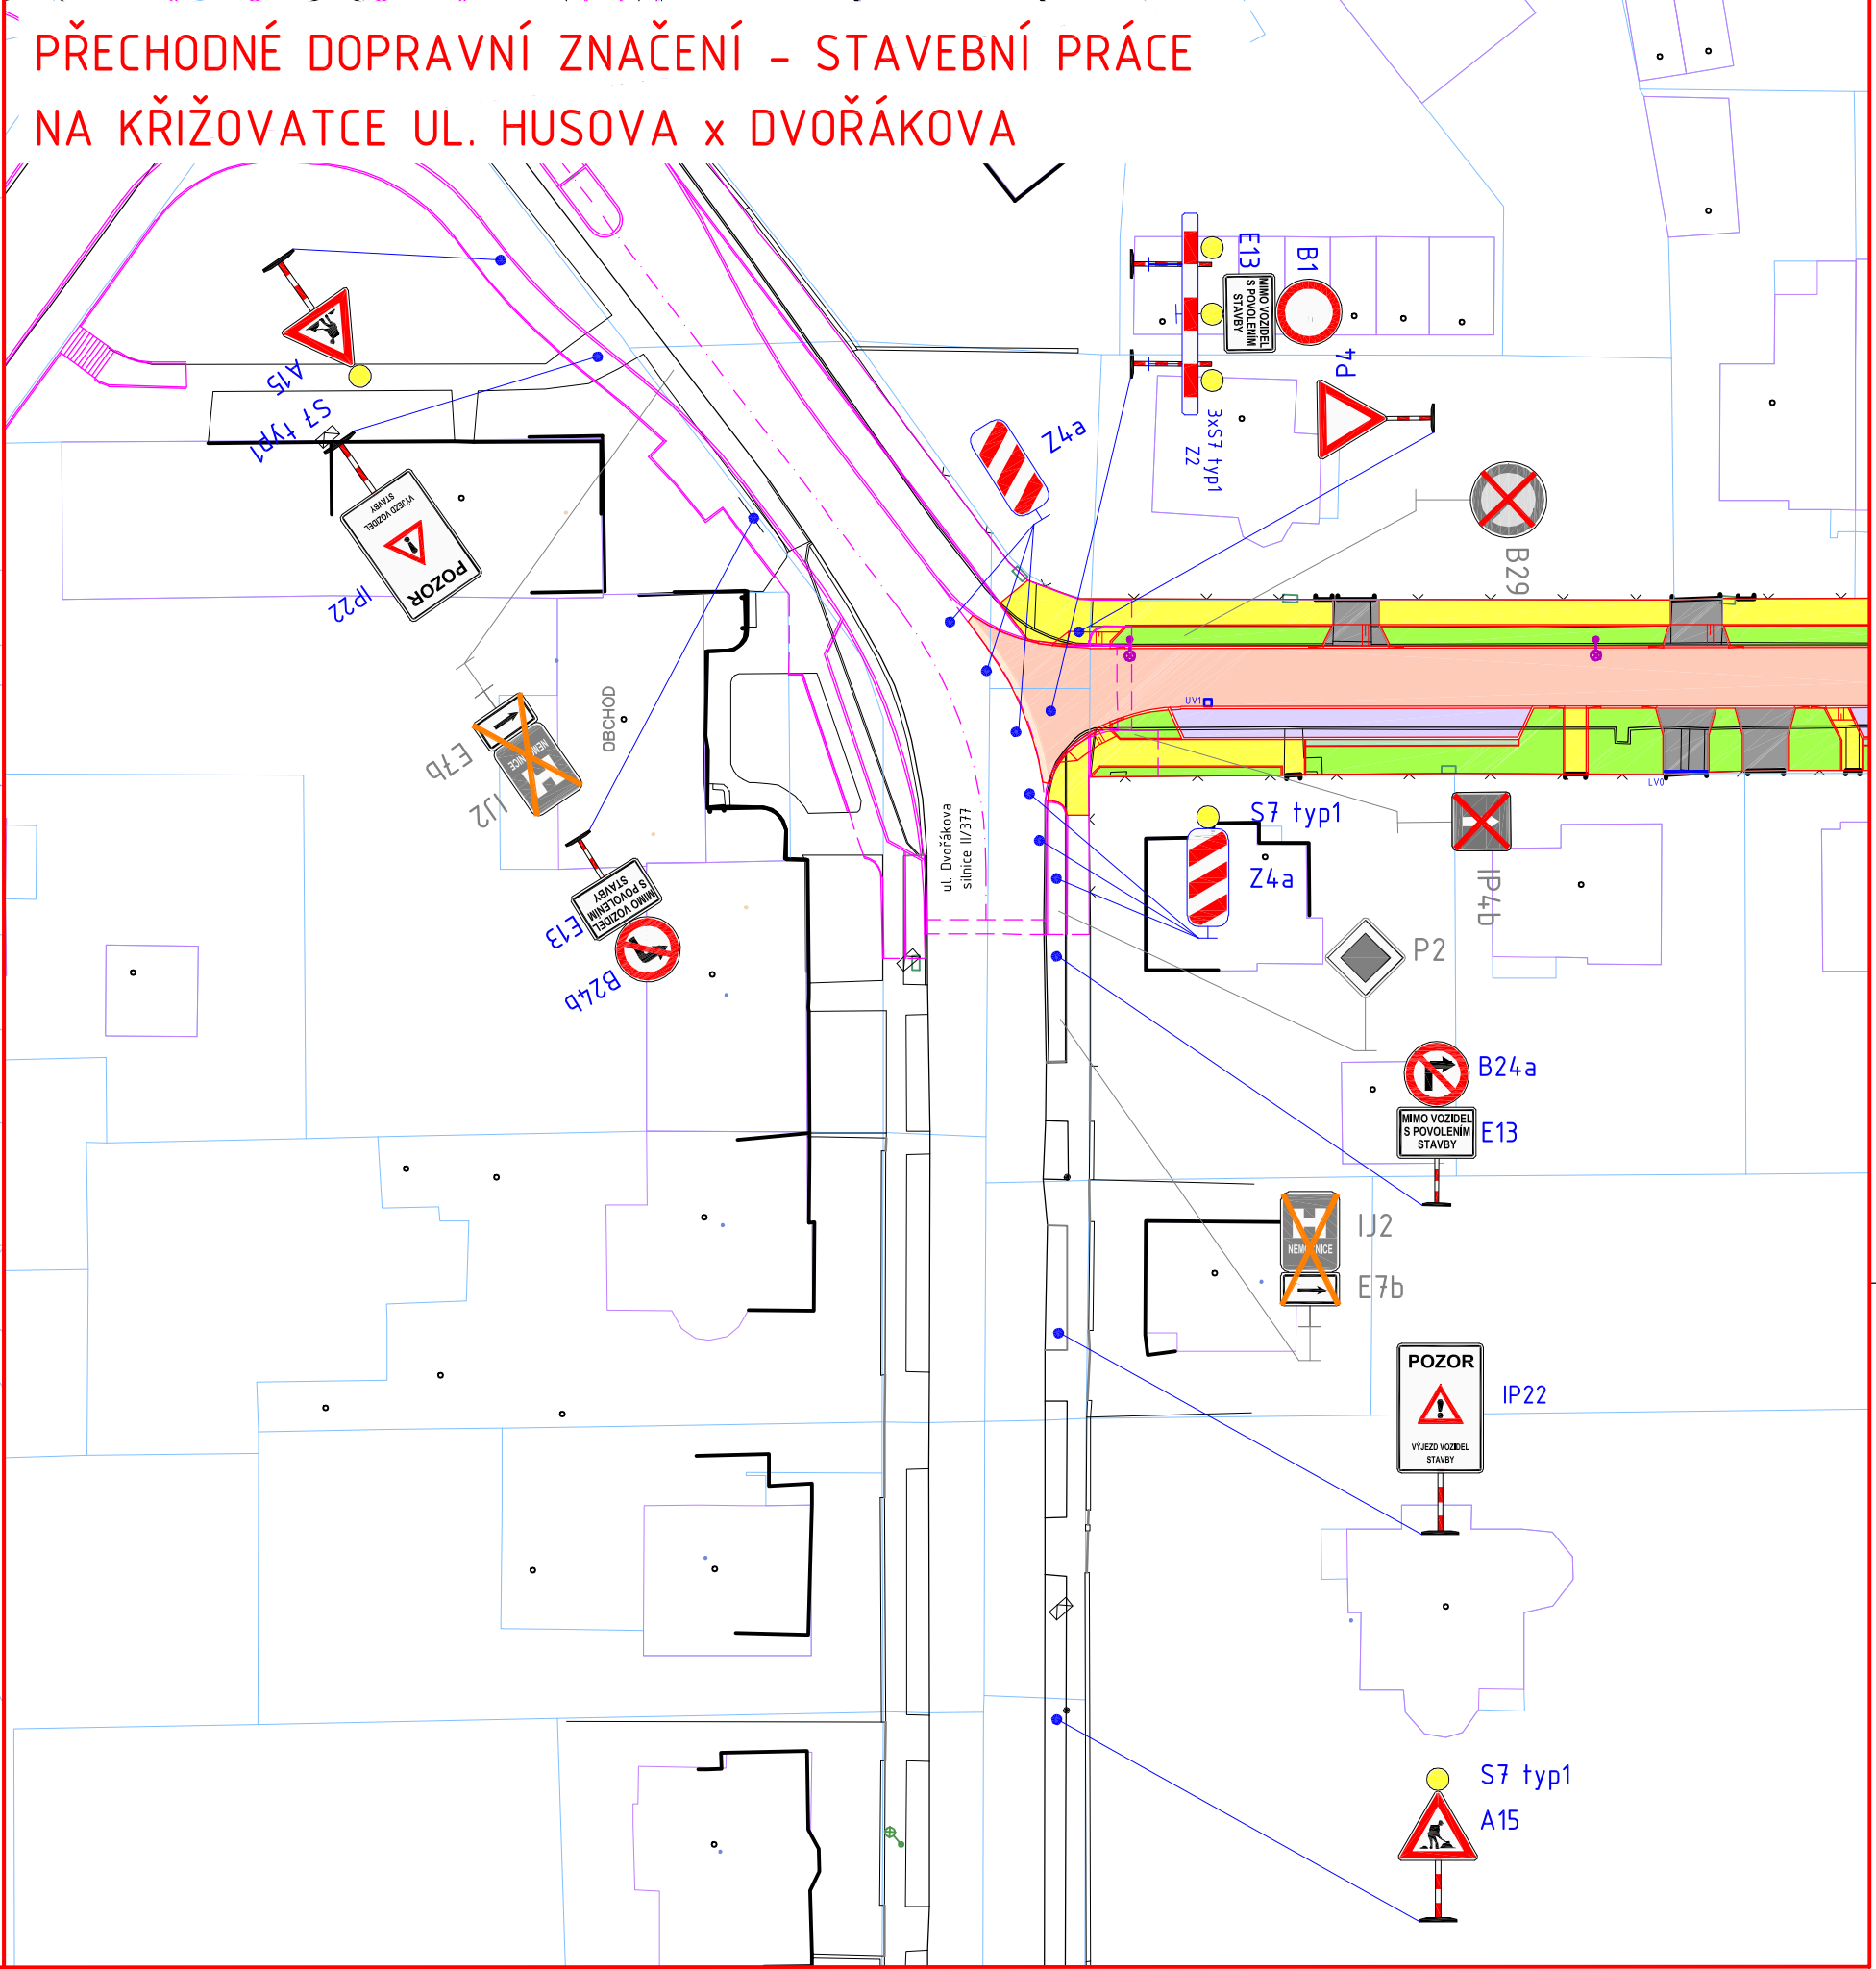 PŘECHODNÉ DOPRAVNÍ ZNAČENÍ - STAVEBNÍ PRÁCE
NA KŘIŽOVATCE UL. HUSOVA x DVOŘÁKOVA
A15
S7 typ1
VÝJEZD VOZIDEL
STAVBY
POZOR
IP22
E13
B1
MIMO VOZIDEL
S POVOLENÍM
STAVBY
P4
3xS7 typ1
Z2
Z4a
B29
OBCHOD
E7b
IJ2
MIMO VOZIDEL
S POVOLENÍM
STAVBY
E13
B24b
ul. Dvořákova
silnice II/377
UV1
S7 typ1
Z4a
IP4b
P2
B24a
MIMO VOZIDEL
S POVOLENÍM
STAVBY
E13
IJ2
E7b
POZOR
VÝJEZD VOZIDEL
STAVBY
IP22
S7 typ1
A15